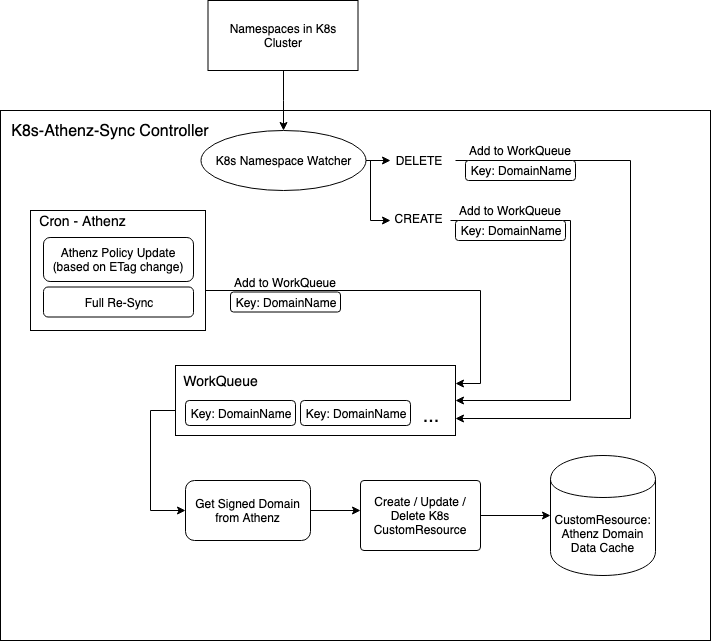 Namespaces in K8s
Cluster
K8s-Athenz-Sync Controller
K8s Namespace Watcher
DELETE
Add to WorkQueue
Key: DomainName
CREATE
Add to WorkQueue
Key: DomainName
Cron - Athenz
Athenz Policy Update
(based on ETag change)
Full Re-Sync
Add to WorkQueue
Key: DomainName
WorkQueue
Key: DomainName
Key: DomainName
...
Get Signed Domain
from Athenz
Create / Update /
Delete K8s
CustomResource
CustomResource:
Athenz Domain
Data Cache